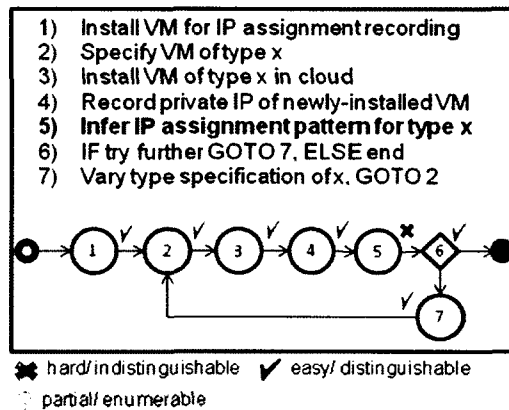 1) Install VM for IP assignment recording
2) Specify VM of type x
3) Install VM of type x in cloud
4) Record private IP of newly-installed VM
5) Infer IP assignment pattern for type x
6) IF try further GOTO 7, ELSE end
7) Vary type specification of x, GOTO 2
1 2 3 4 5 6
7
hard/indistinguishable easy/distinguishable
partial/enumerable